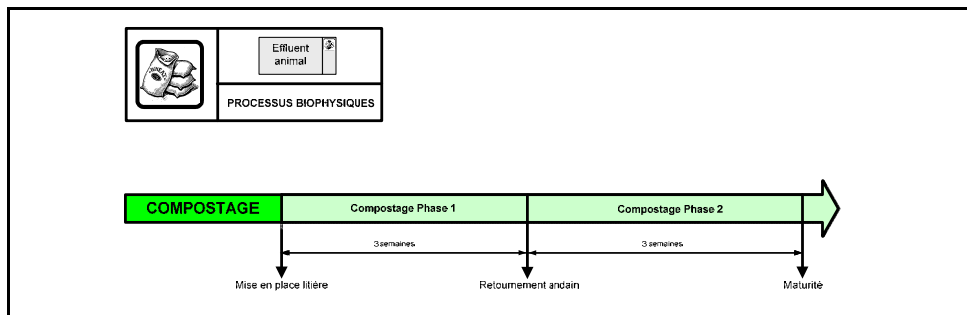 Effluent
animal
PROCESSUS BIOPHYSIQUES
COMPOSTAGE
Compostage Phase 1
Compostage Phase 2
3 semaines
3 semaines
Mise en place litière
Retournement andain
Maturité